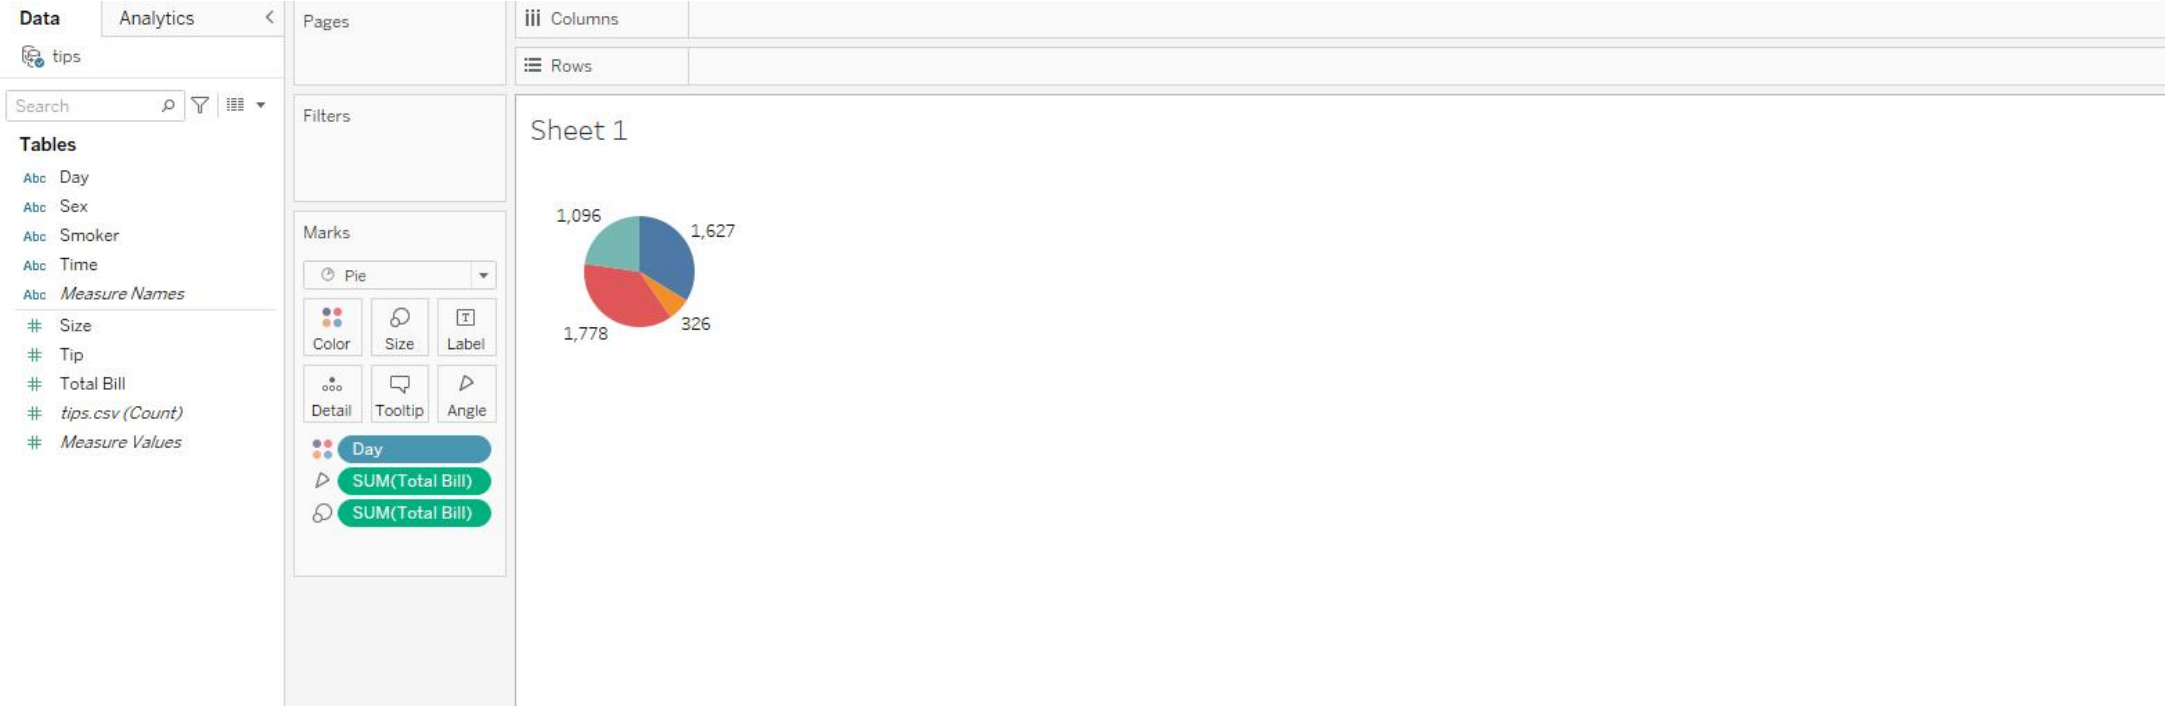 Data
Analytics
tips
Search
Tables
Abc Day
Abc Sex
Abc Smoker
Abc Time
Abc Measure Names
# Size
# Tip
# Total Bill
# tips.csv (Count)
# Measure Values
Pages
Filters
Marks
Pie
Color Size Label
Detail Tooltip Angle
Day
SUM(Total Bill)
SUM(Total Bill)
Columns
Rows
Sheet 1
1,096
1,627
1,778
326